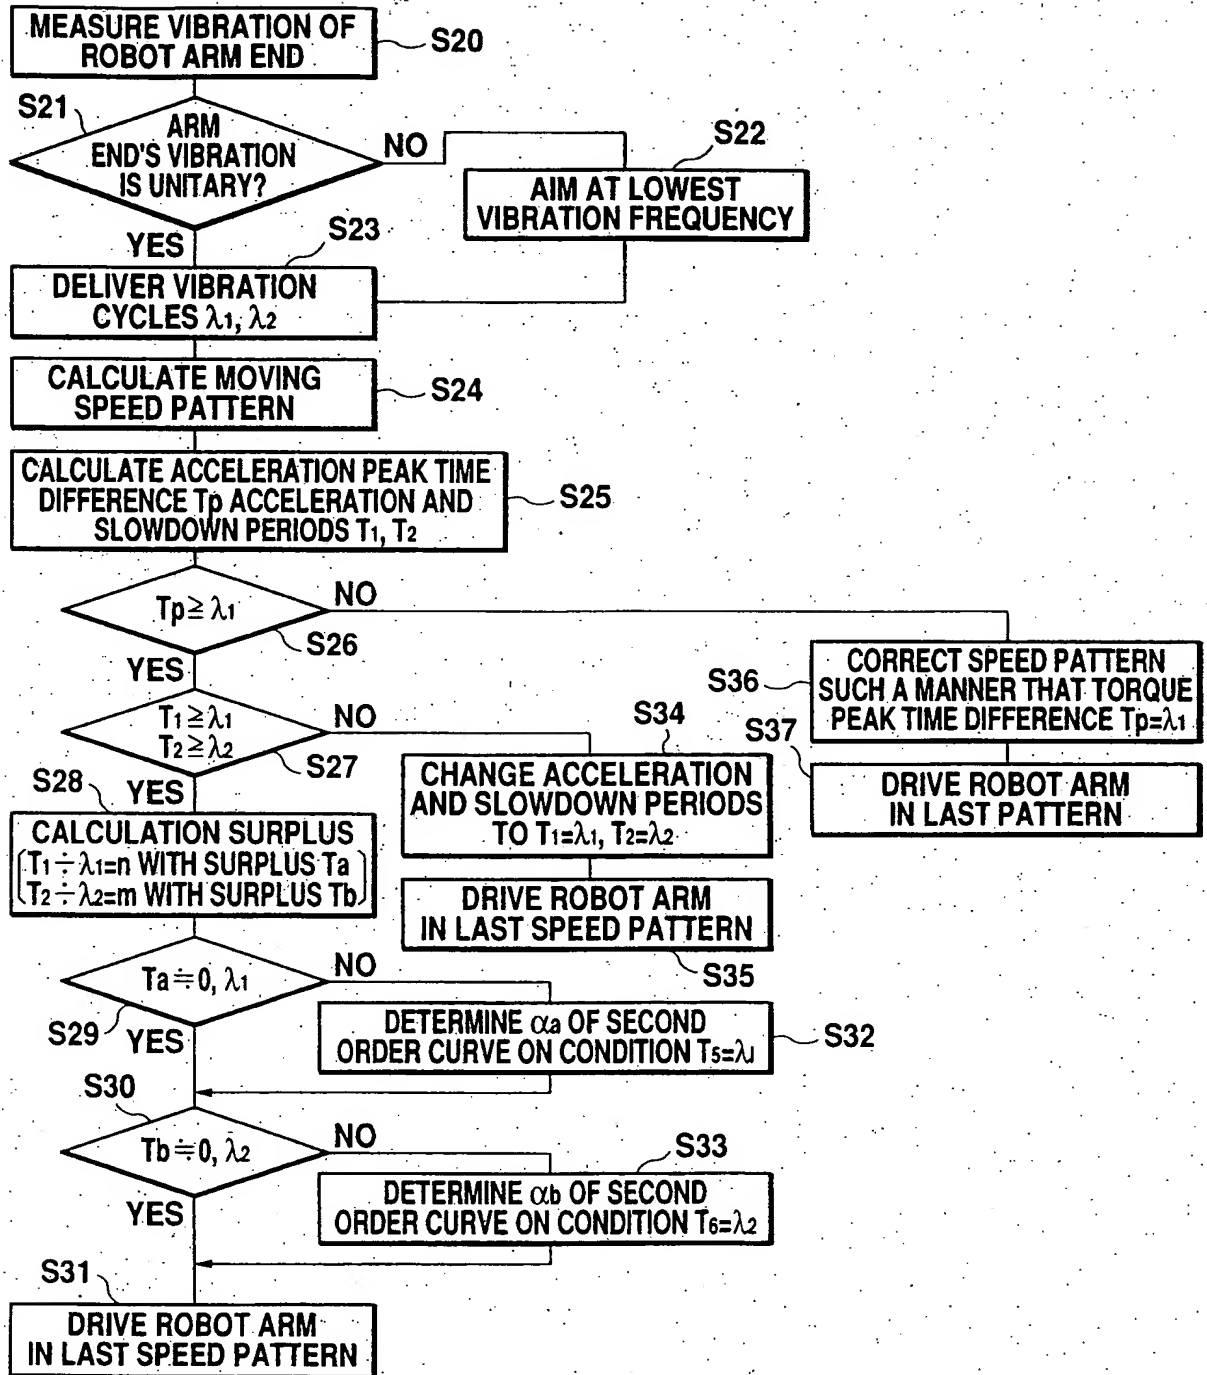 MEASURE VIBRATION OF
ROBOT ARM END
S20
S21
ARM
END'S VIBRATION
IS UNITARY?
NO
S22
AIM AT LOWEST
VIBRATION FREQUENCY
YES
S23
DELIVER VIBRATION
CYCLES λ1, λ2
CALCULATE MOVING
SPEED PATTERN
S24
CALCULATE ACCELERATION PEAK TIME
DIFFERENCE Tp ACCELERATION AND
SLOWDOWN PERIODS T1, T2
S25
Tp≧λ1
NO
S26
YES
S36
CORRECT SPEED PATTERN
SUCH A MANNER THAT TORQUE
PEAK TIME DIFFERENCE Tp=λ1
S37
DRIVE ROBOT ARM
IN LAST PATTERN
T1≧λ1
T2≧λ2
NO
S27
YES
S34
CHANGE ACCELERATION
AND SLOWDOWN PERIODS
TO T1=λ1, T2=λ2
DRIVE ROBOT ARM
IN LAST SPEED PATTERN
S35
S28
CALCULATION SURPLUS
(T1÷λ1=n WITH SURPLUS Ta
T2÷λ2=m WITH SURPLUS Tb)
Ta≒0, λ1
NO
S29
YES
DETERMINE αa OF SECOND
ORDER CURVE ON CONDITION T5=λ1
S32
S30
Tb≒0, λ2
NO
YES
S33
DETERMINE αb OF SECOND
ORDER CURVE ON CONDITION T6=λ2
S31
DRIVE ROBOT ARM
IN LAST SPEED PATTERN